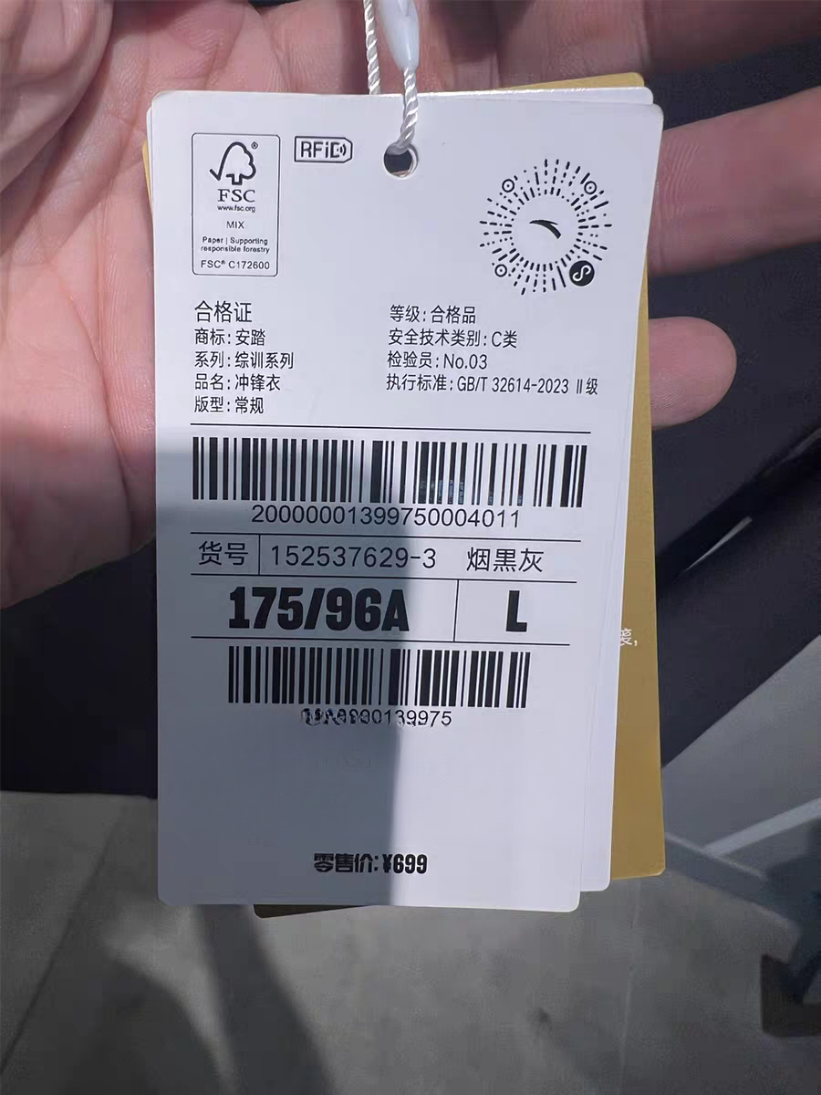 RFiD
FSC
www.fsc.org
MIX
Paper | Supporting
responsible forestry
FSC® C172600
合格证
商标:安踏
系列:综训系列
品名:冲锋衣
版型:常规
等级:合格品
安全技术类别:C类
检验员:No.03
执行标准:GB/T 32614-2023 Ⅱ级
20000001399750004011
货号 152537629-3 烟黑灰
175/96A L
零售价:¥699